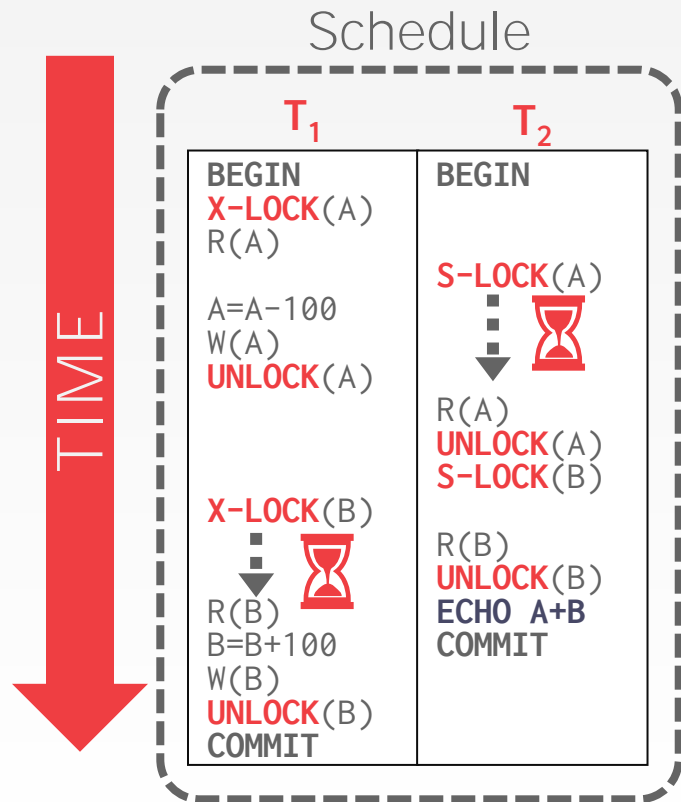 Schedule
TIME
T1
T2
BEGIN
X-LOCK(A)
R(A)
A=A-100
W(A)
UNLOCK(A)
X-LOCK(B)
R(B)
B=B+100
W(B)
UNLOCK(B)
COMMIT
BEGIN
S-LOCK(A)
R(A)
UNLOCK(A)
S-LOCK(B)
R(B)
UNLOCK(B)
ECHO A+B
COMMIT